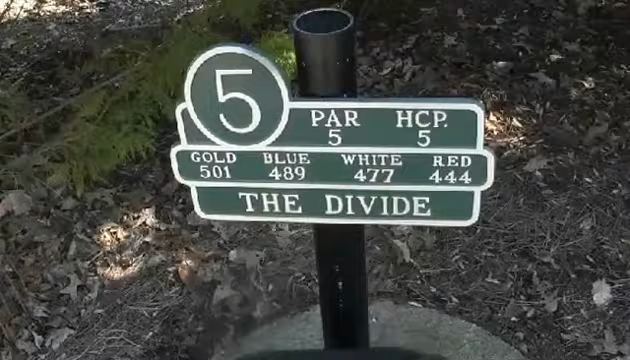 5
PAR HCP.
5 5
GOLD BLUE WHITE RED
501 489 477 444
THE DIVIDE